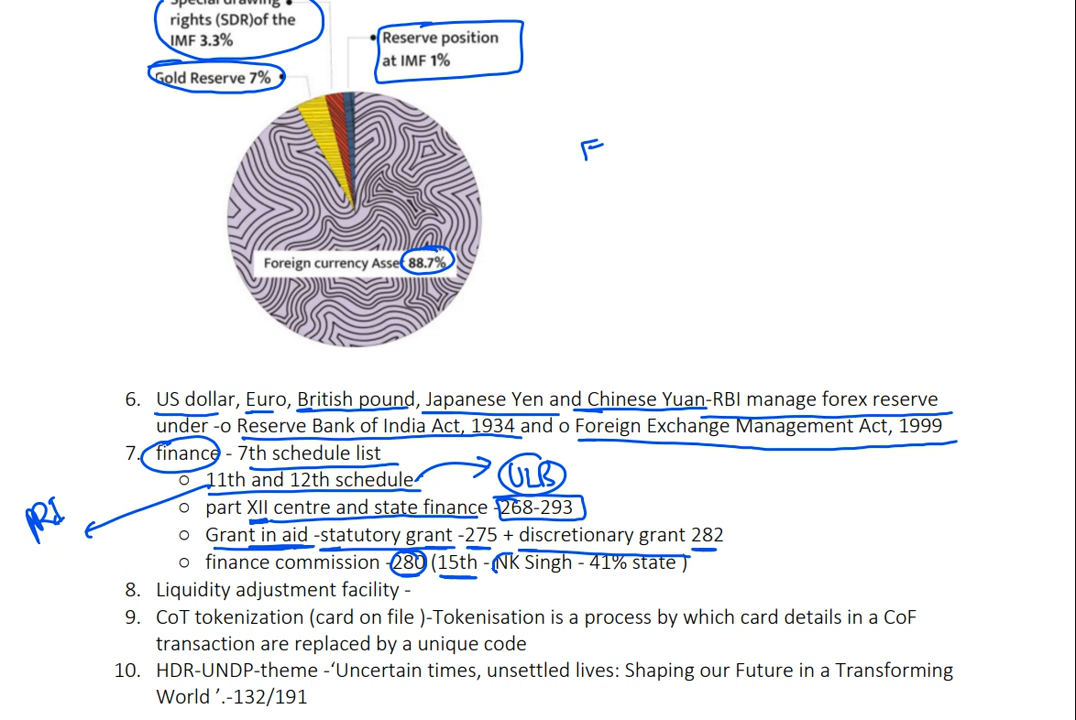 Special drawing
rights (SDR)of the
IMF 3.3%
Reserve position
at IMF 1%
Gold Reserve 7%
F
Foreign currency Asset 88.7%
6. US dollar, Euro, British pound, Japanese Yen and Chinese Yuan-RBI manage forex reserve
under -o Reserve Bank of India Act, 1934 and o Foreign Exchange Management Act, 1999
7. finance - 7th schedule list
o 11th and 12th schedule
ULB
PRI
o part XII centre and state finance -268-293
o Grant in aid -statutory grant -275 + discretionary grant 282
o finance commission -280 (15th - NK Singh - 41% state )
8. Liquidity adjustment facility -
9. CoT tokenization (card on file )-Tokenisation is a process by which card details in a CoF
transaction are replaced by a unique code
10. HDR-UNDP-theme -‘Uncertain times, unsettled lives: Shaping our Future in a Transforming
World ’.-132/191